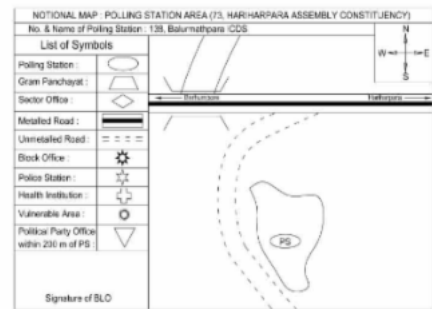 NOTIONAL MAP : POLLING STATION AREA (73, HARIHARPARA ASSEMBLY CONSTITUENCY)
No. & Name of Polling Station : 139, Balurmathpara ICDS
List of Symbols
Polling Station :
Gram Panchayat :
Sector Office :
Metalled Road :
Unmetalled Road :
Block Office :
Police Station :
Health Institution :
Vulnerable Area :
Political Party Office
within 200 m of PS :
Signature of BLO
N
W
E
S
Hariharpara
PS